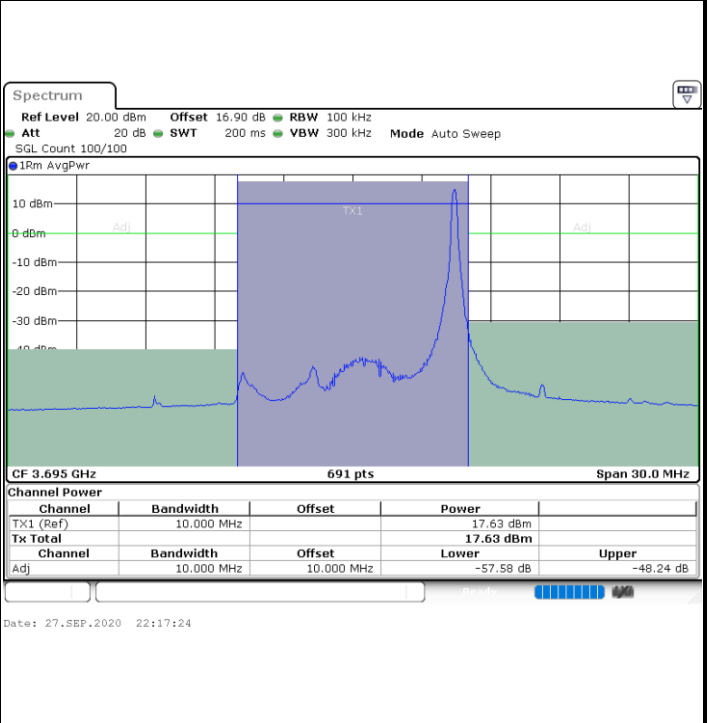 Spectrum
Ref Level 20.00 dBm Offset 16.90 dB RBW 100 kHz
Att 20 dB SWT 200 ms VBW 300 kHz Mode Auto Sweep
SGL Count 100/100
1Rm AvgPwr
10 dBm
TX1
Adj
Adj
0 dBm
-10 dBm
-20 dBm
-30 dBm
-40 dBm
CF 3.695 GHz 691 pts Span 30.0 MHz
Channel Power
Channel Bandwidth Offset Power
TX1 (Ref) 10.000 MHz 17.63 dBm
Tx Total 17.63 dBm
Channel Bandwidth Offset Lower Upper
Adj 10.000 MHz 10.000 MHz -57.58 dB -48.24 dB
Ready
Date: 27.SEP.2020 22:17:24